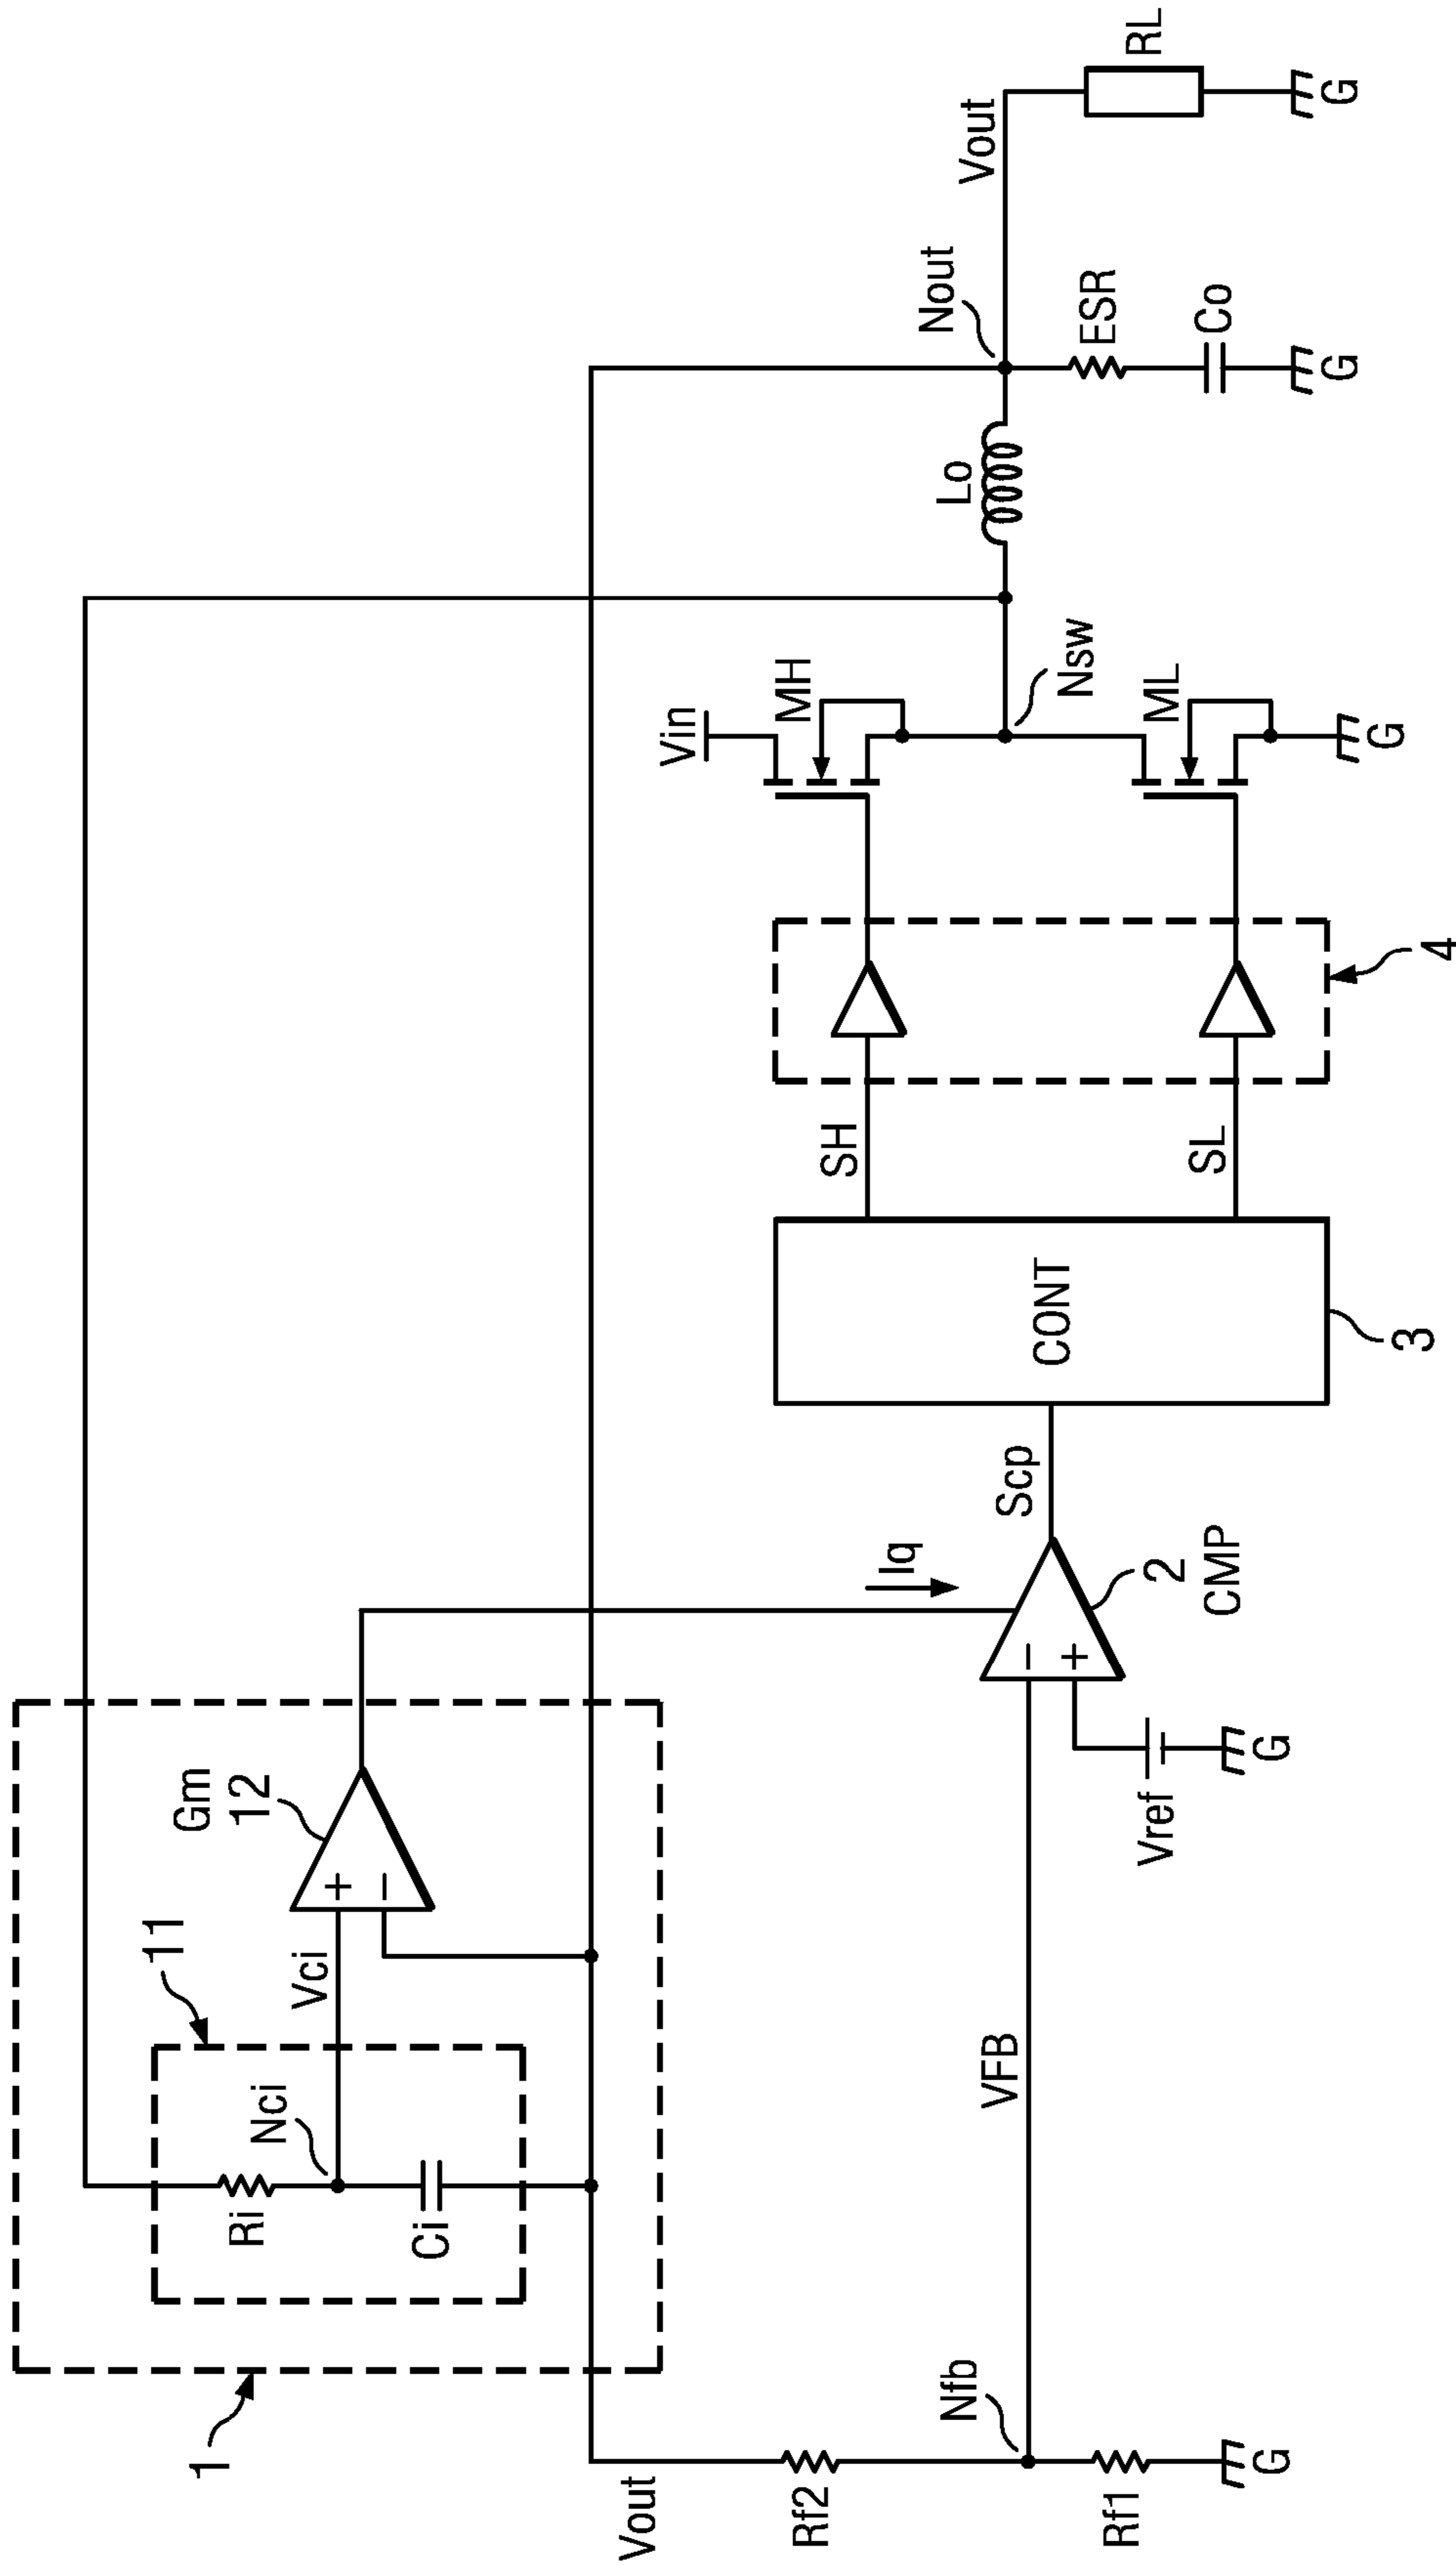 1
11
Gm
12
Ri
Nci
Vci
Ci
+
−
Vout
Nout
Vout
Vin
MH
Lo
Iq
SH
Nsw
ESR
RL
Rf2
Nfb
VFB
−
+
Scp
CONT
SL
ML
Co
Rf1
Vref
2
CMP
3
4
G
G
G
G
G